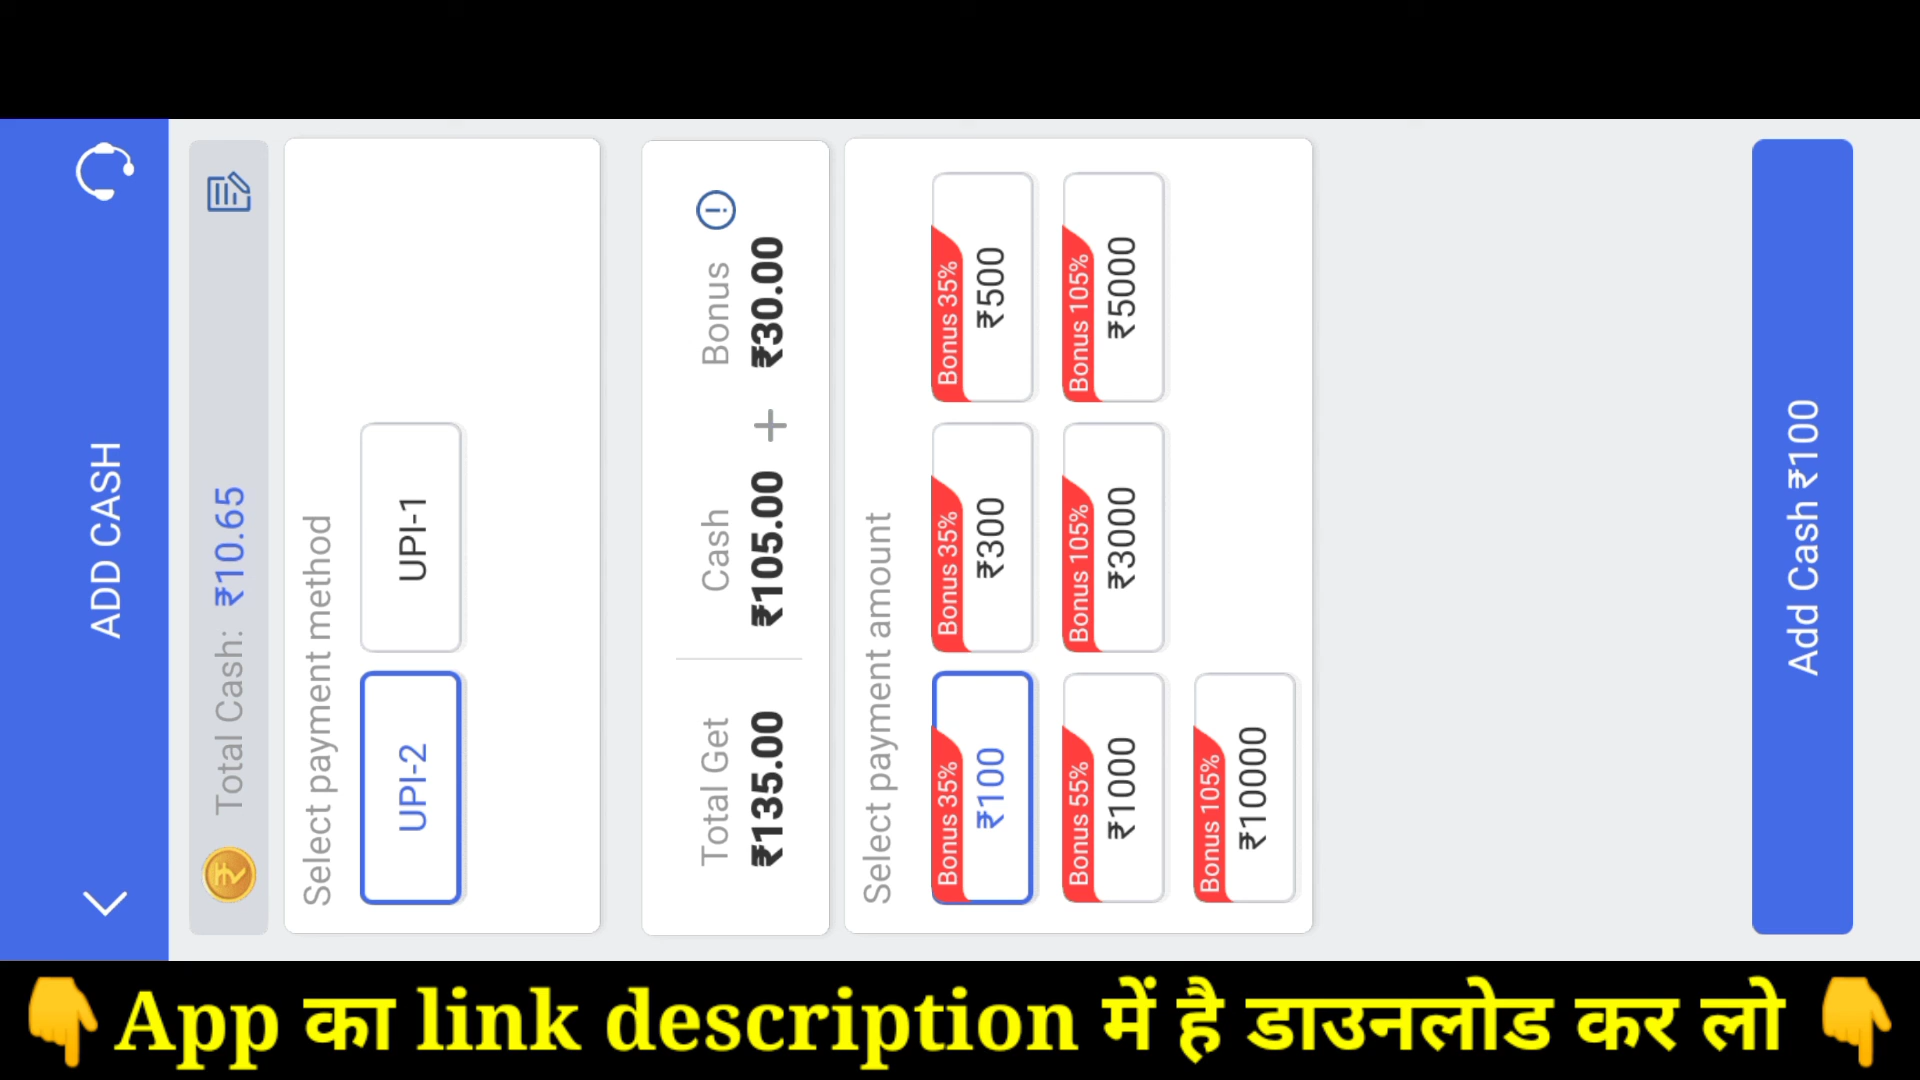 ADD CASH
Total Cash: ₹10.65
Select payment method
UPI-2
UPI-1
Total Get
Cash
Bonus
₹135.00
₹105.00 + ₹30.00
Select payment amount
Bonus 35%
₹100
Bonus 35%
₹300
Bonus 35%
₹500
Bonus 55%
₹1000
Bonus 105%
₹3000
Bonus 105%
₹5000
Bonus 105%
₹10000
Add Cash ₹100
👇App का link description में है डाउनलोड कर लो 👇